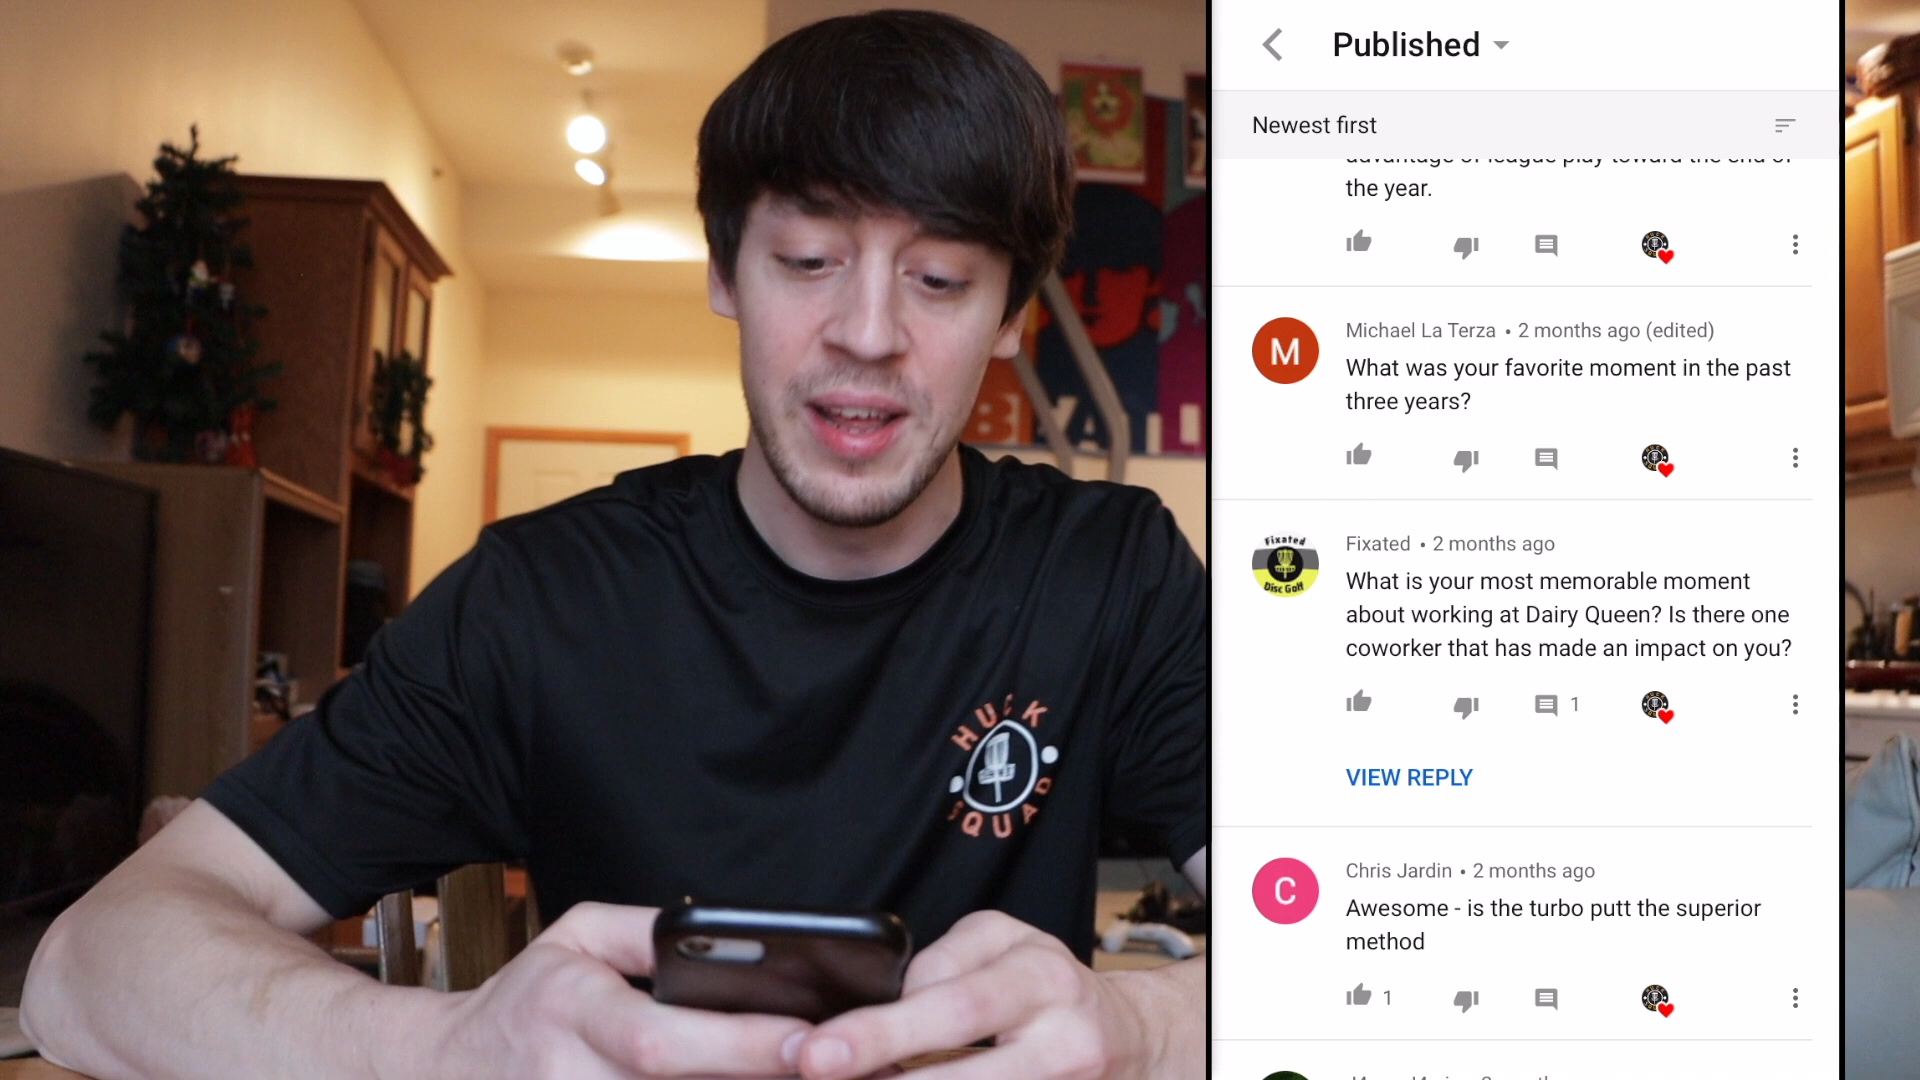 Published
Newest first
the year.
Michael La Terza • 2 months ago (edited)
What was your favorite moment in the past
three years?
Fixated • 2 months ago
Fixated
Disc Golf
What is your most memorable moment
about working at Dairy Queen? Is there one
coworker that has made an impact on you?
1
VIEW REPLY
Chris Jardin • 2 months ago
Awesome - is the turbo putt the superior
method
1
M
C
HUCK
SQUAD